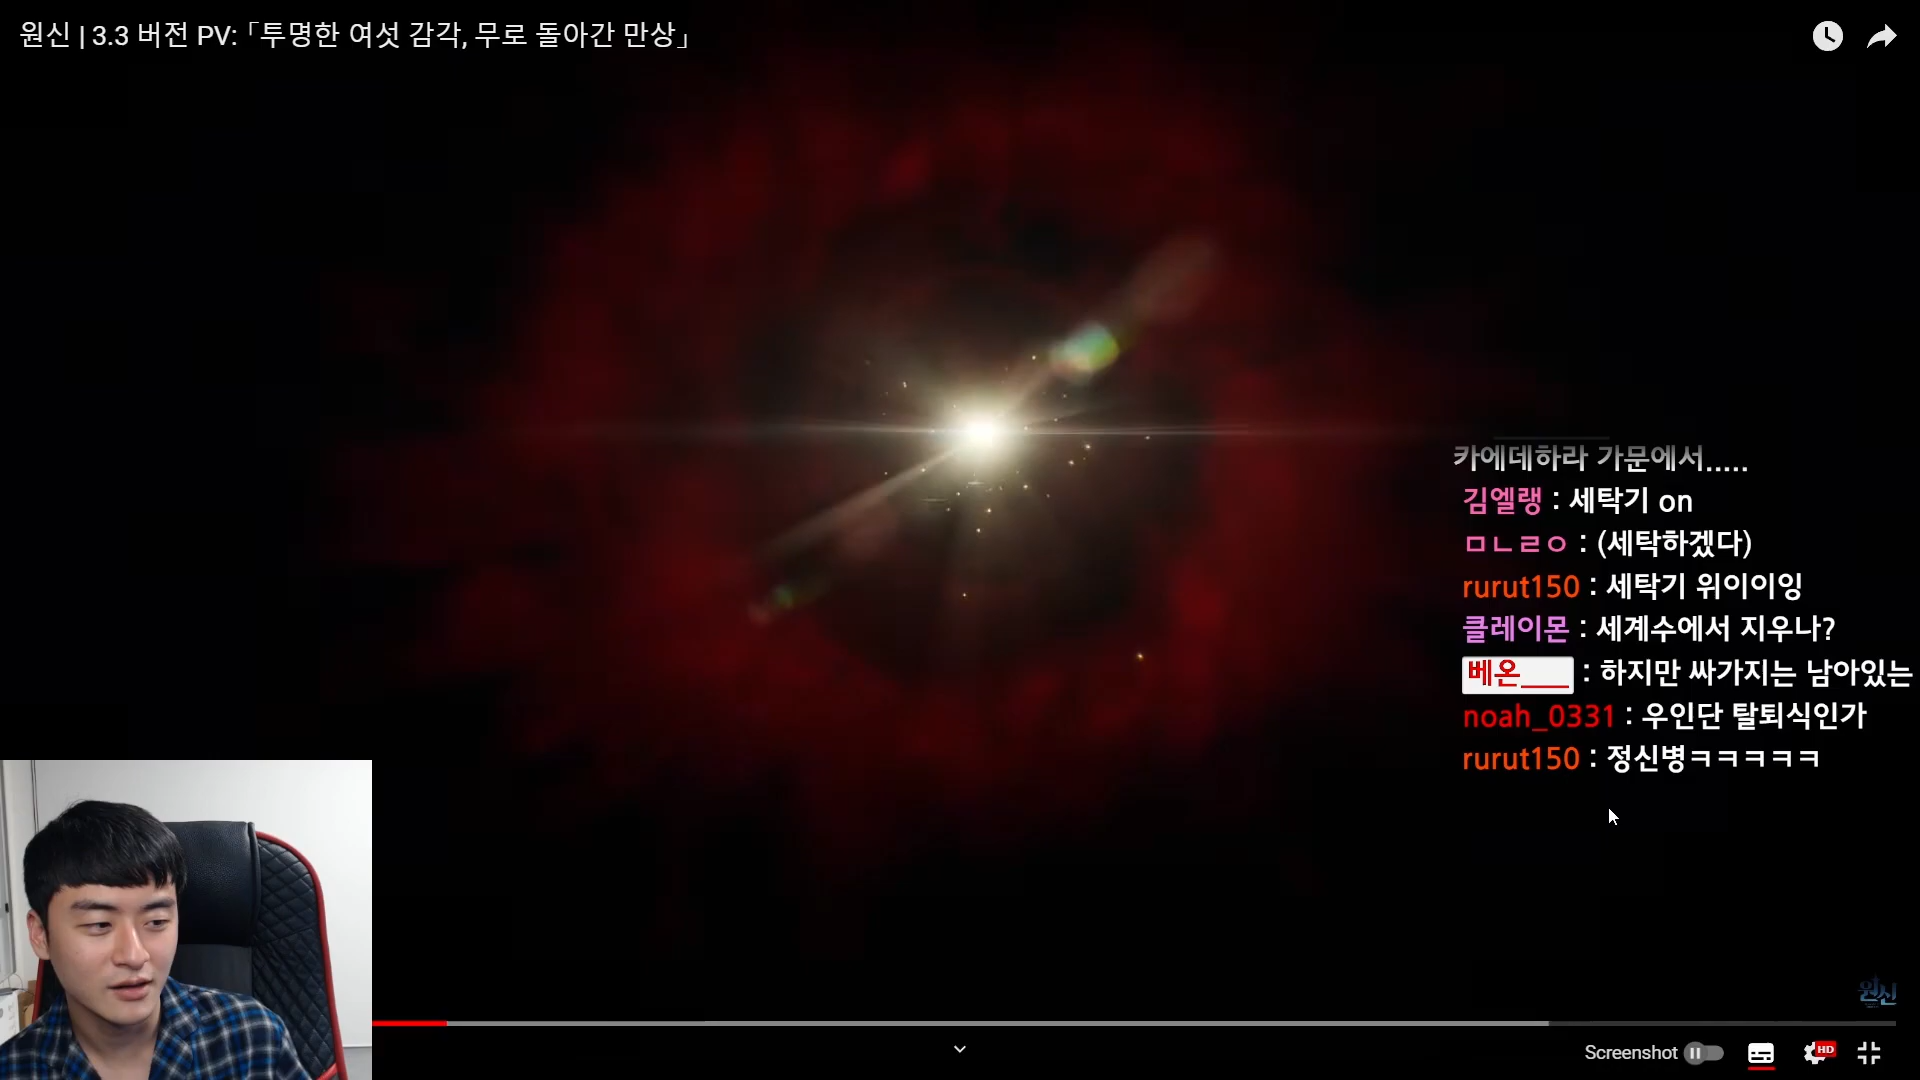 원신 | 3.3 버전 PV: 「투명한 여섯 감각, 무로 돌아간 만상」
카에데하라 가문에서.....
김엘랭 : 세탁기 on
ㅁㄴㄹㅇ : (세탁하겠다)
rurut150 : 세탁기 위이이잉
클레이몬 : 세계수에서 지우나?
베온___ : 하지만 싸가지는 남아있는
noah_0331 : 우인단 탈퇴식인가
rurut150 : 정신병ㅋㅋㅋㅋㅋ
원신
Screenshot
HD